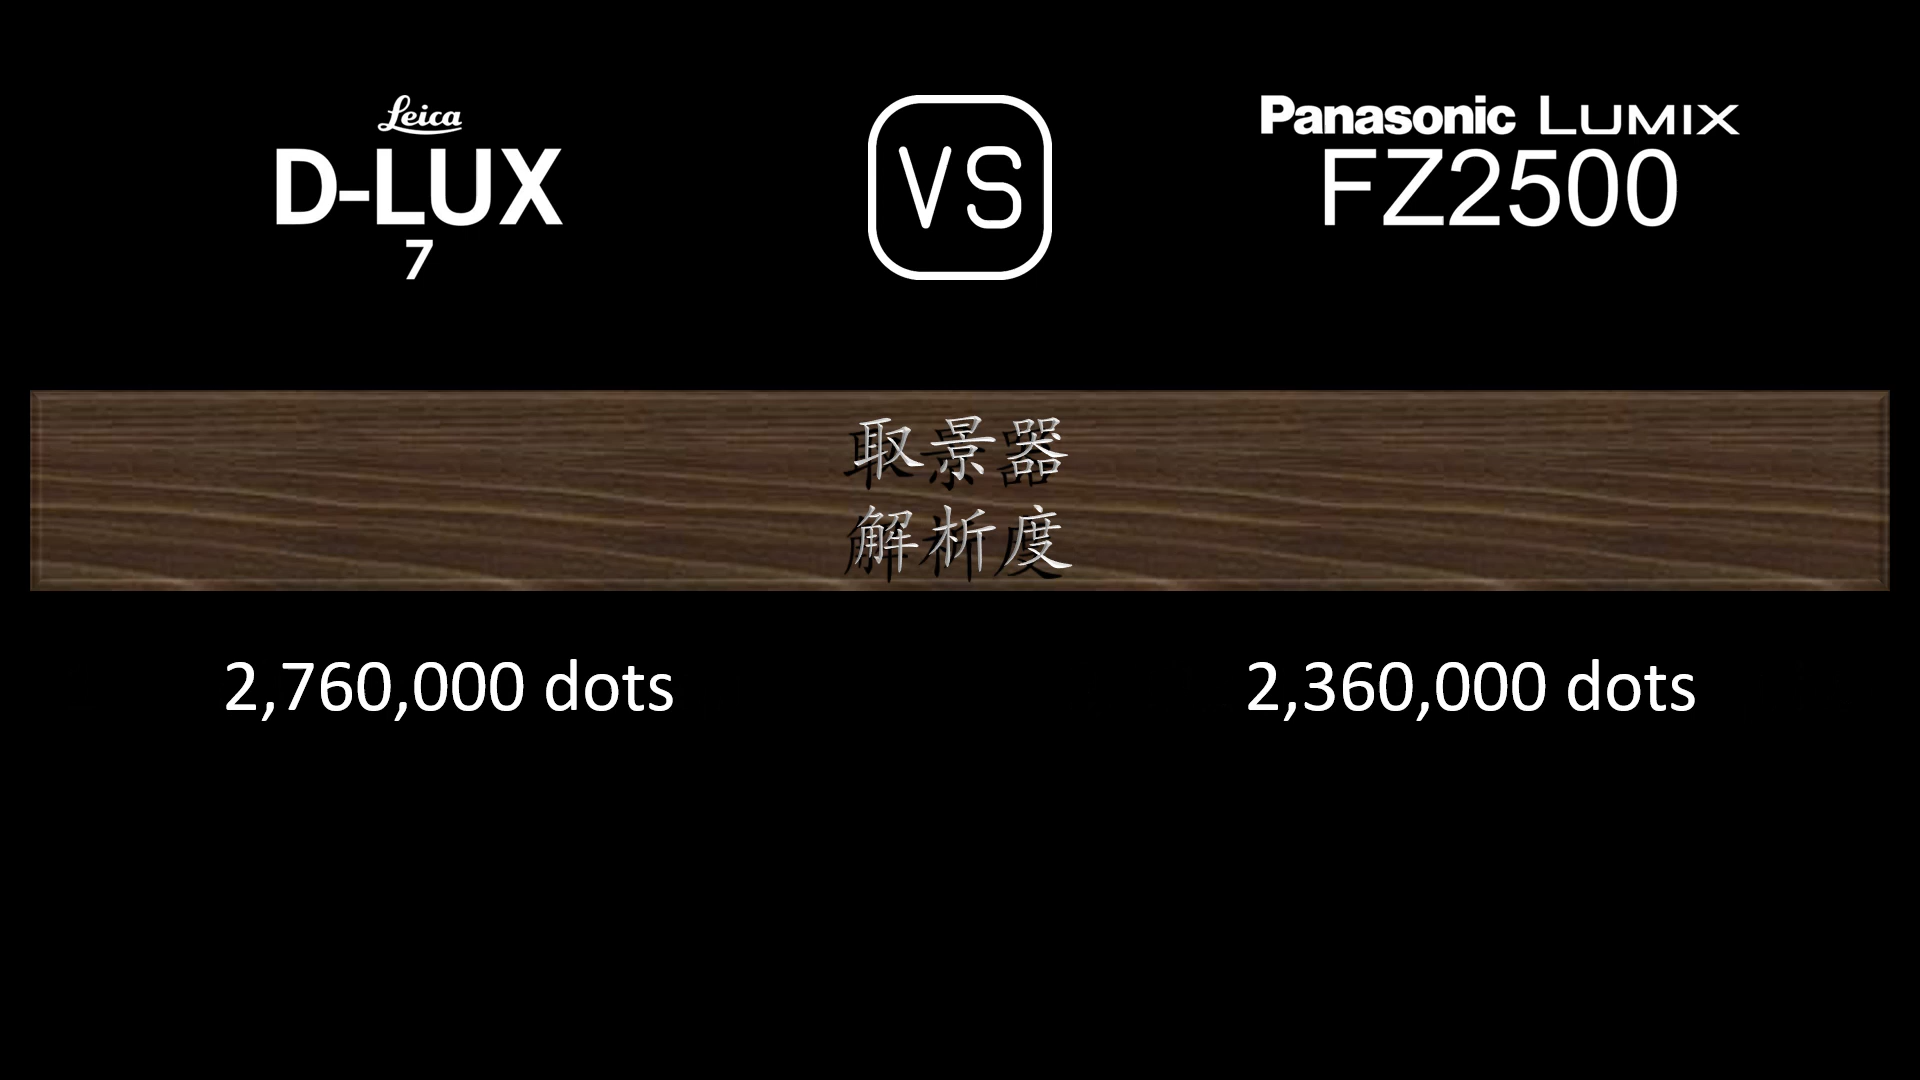 Leica
D-LUX
7
VS
Panasonic LUMIX
FZ2500
取景器
解析度
2,760,000 dots
2,360,000 dots